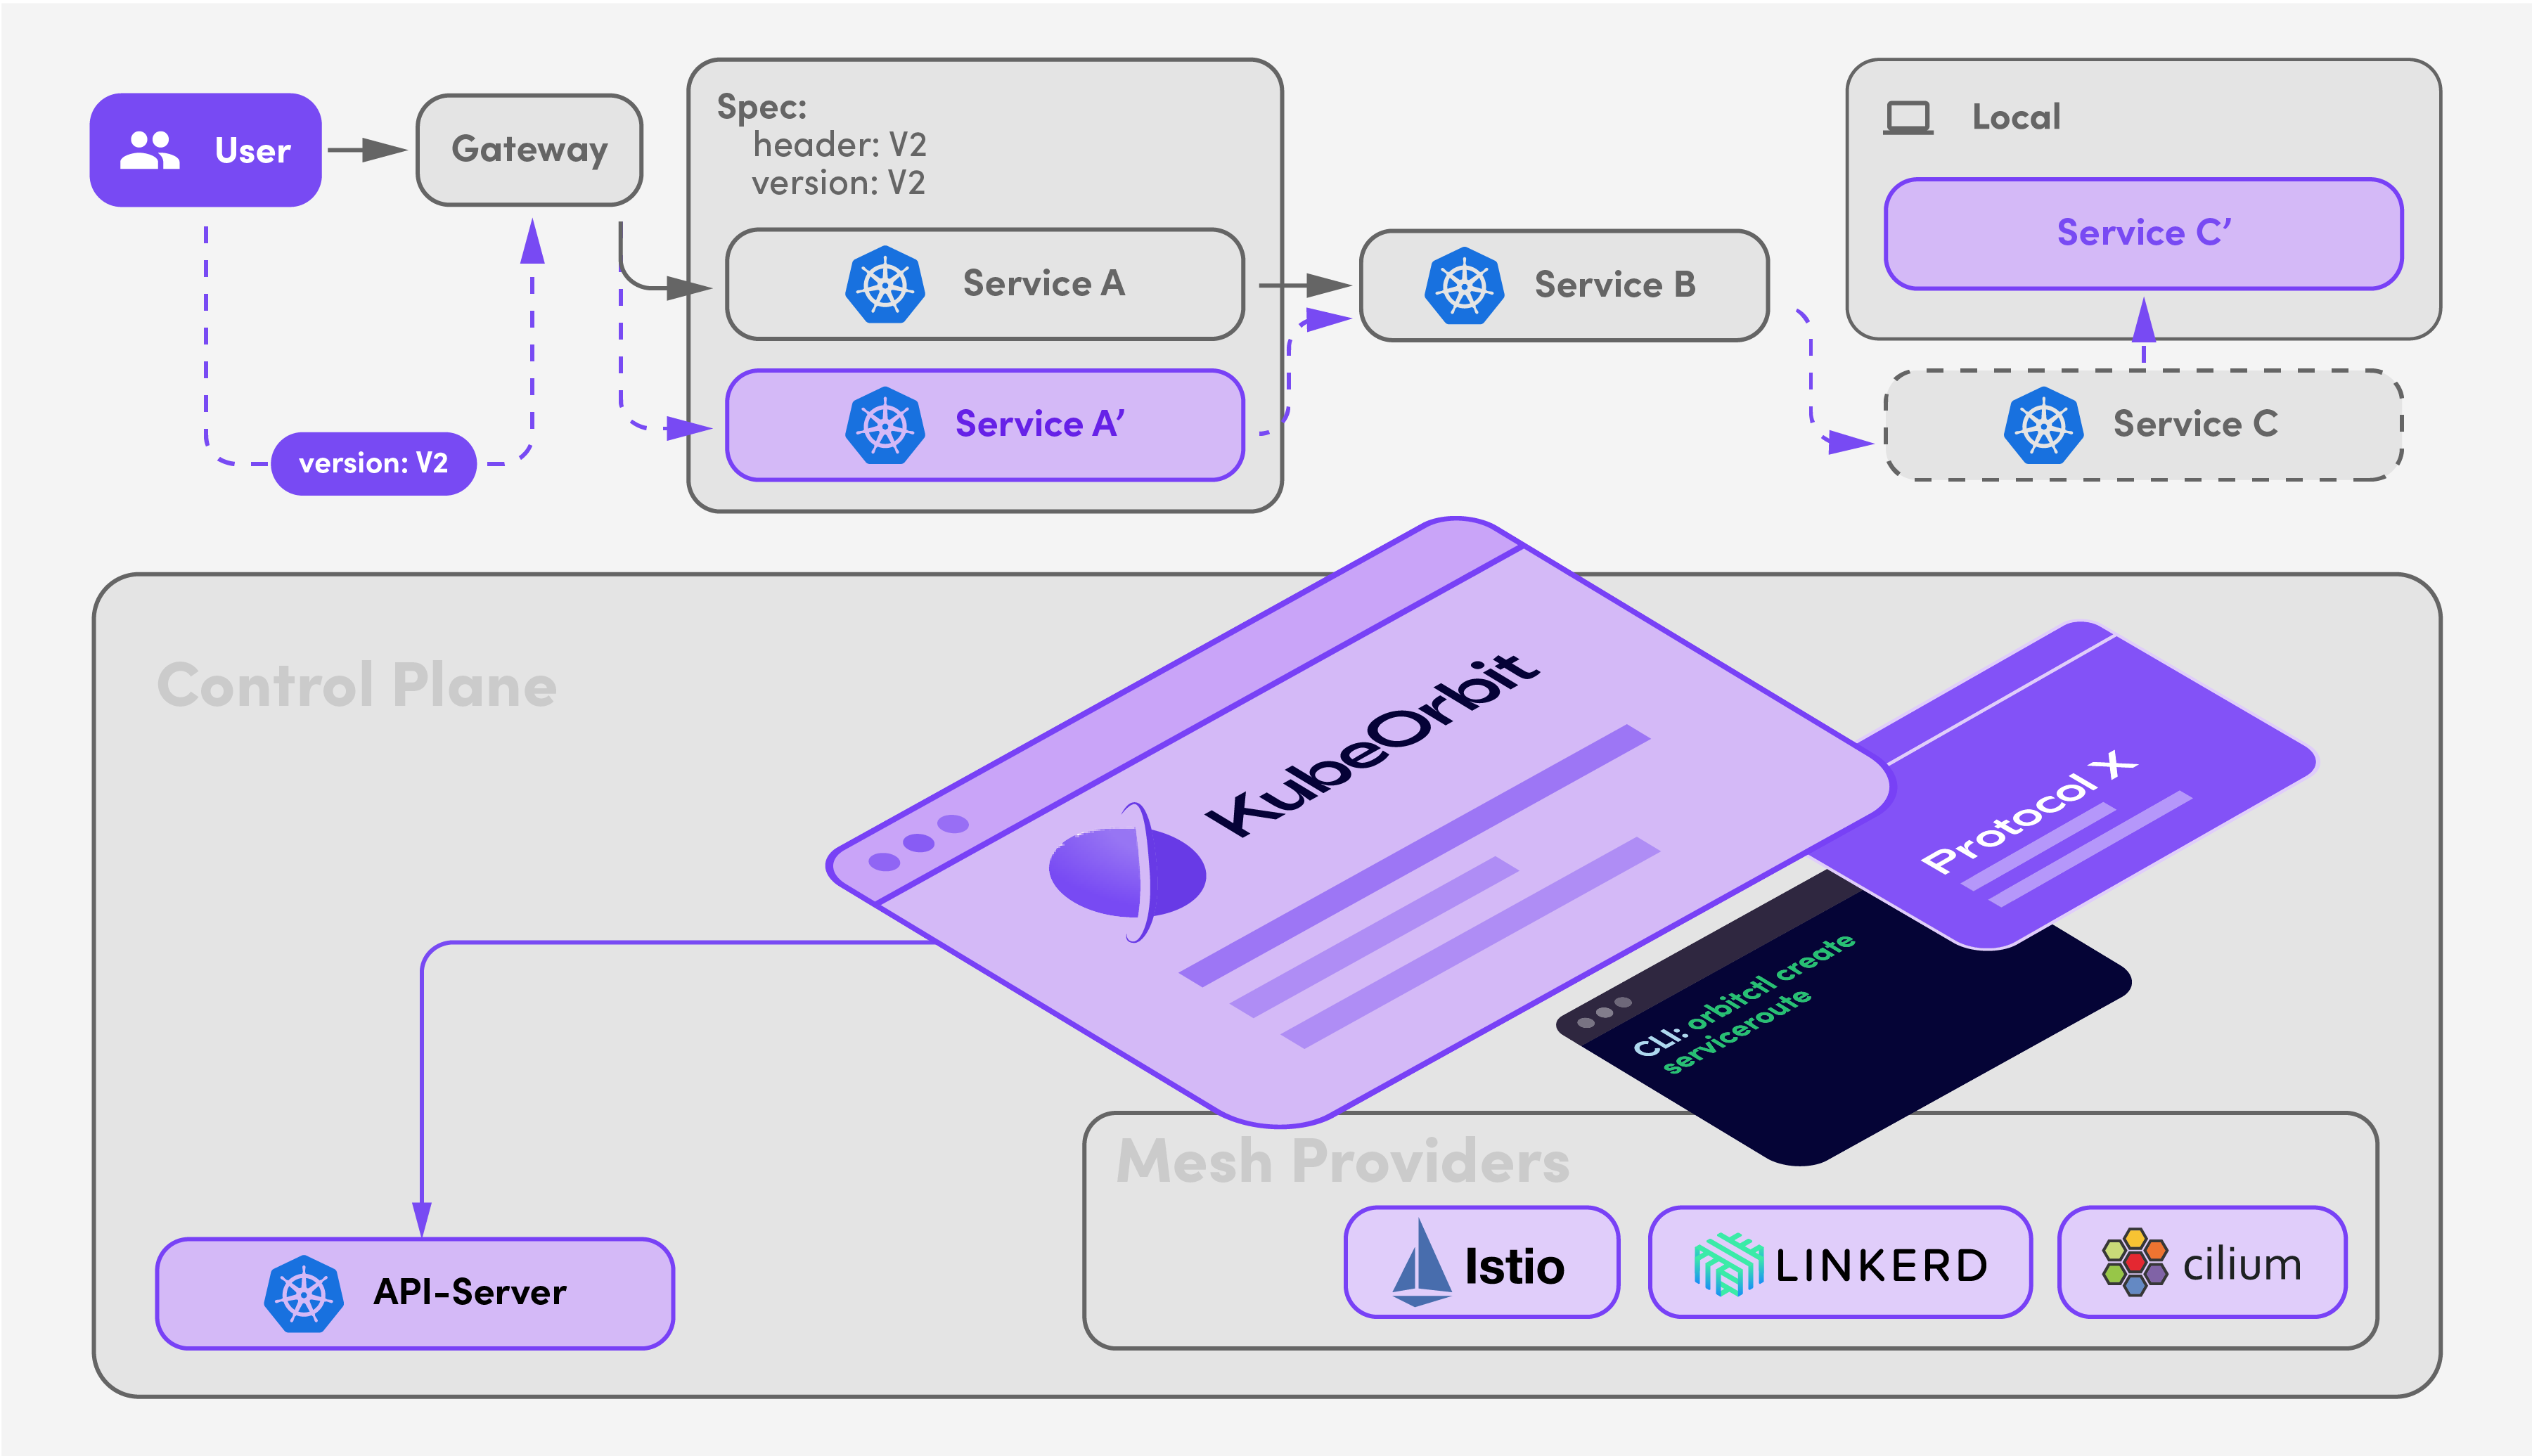 User
Gateway
Spec:
header: V2
version: V2
Service A
Service A’
version: V2
Service B
Local
Service C’
Service C
Control Plane
KubeOrbit
Protocol X
CLI: orbitctl create
serviceroute
API-Server
Mesh Providers
Istio
LINKERD
cilium